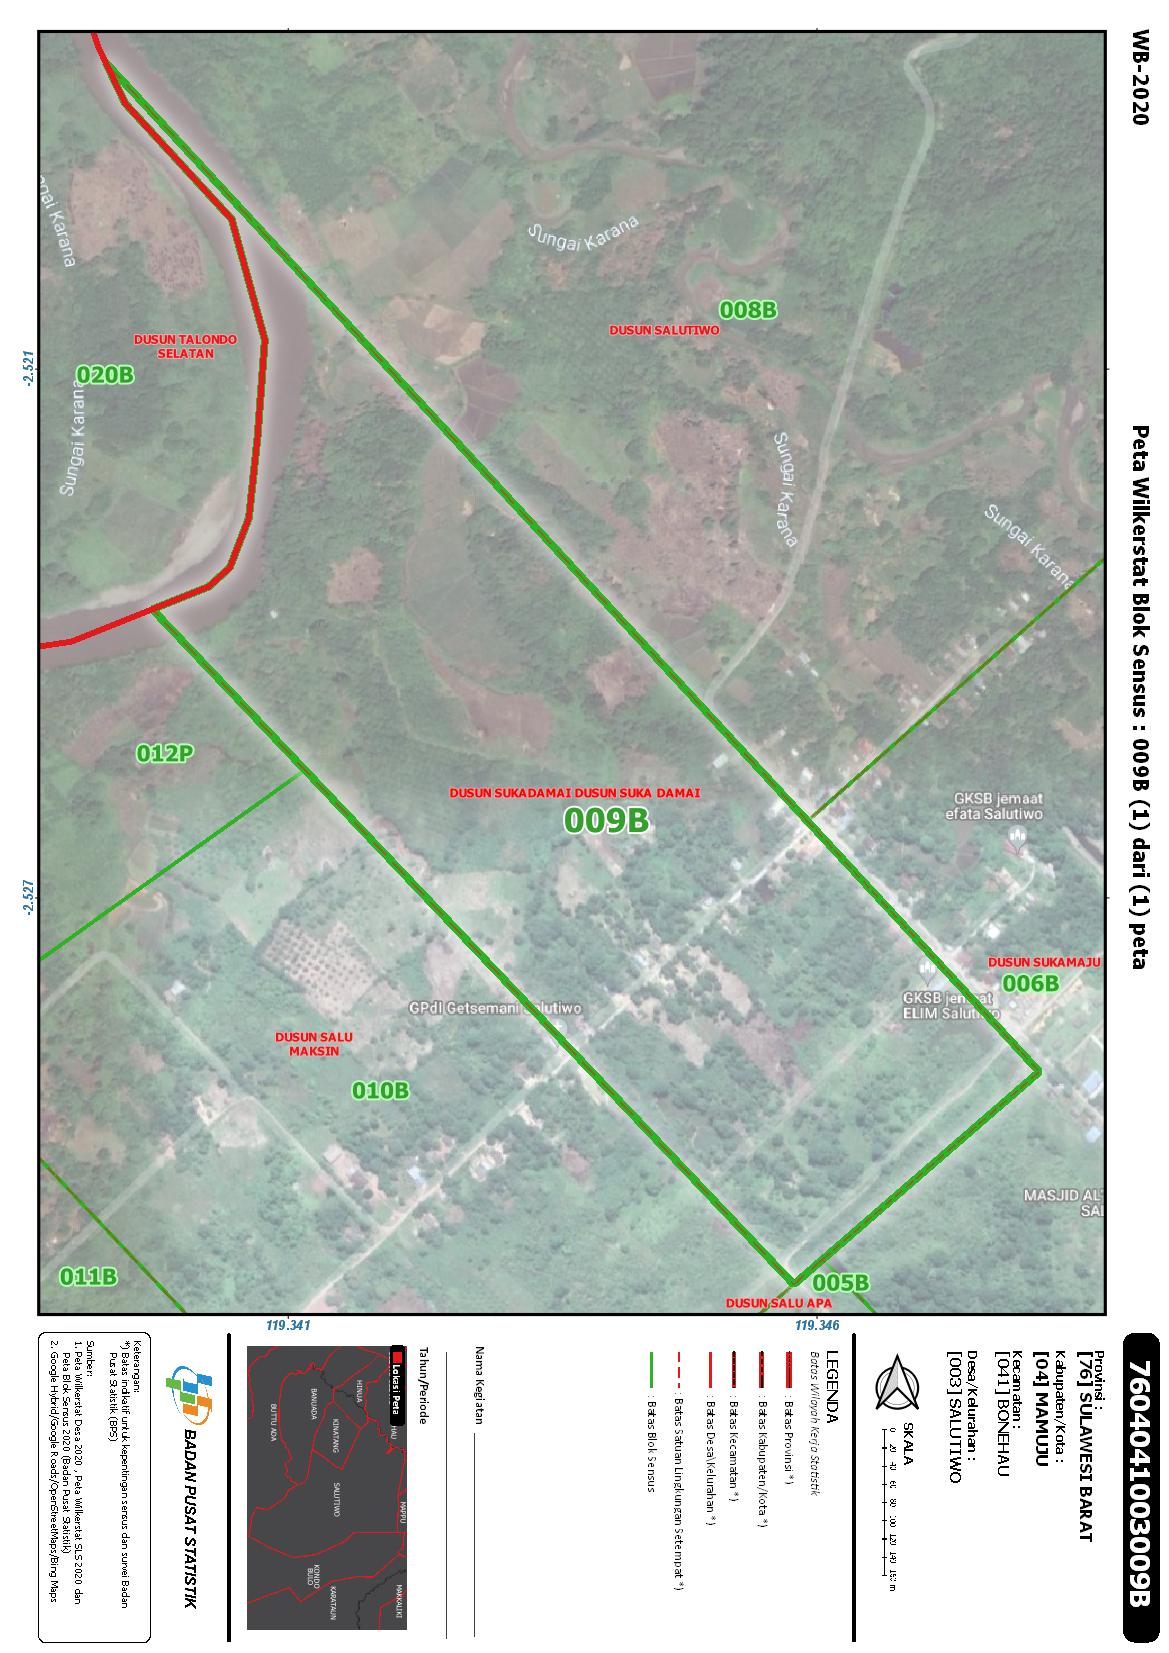 WB-2020
Peta Wilkerstat Blok Sensus : 009B (1) dari (1) peta
7604041003009B
Provinsi :
[76] SULAWESI BARAT
Kabupaten/Kota :
[04] MAMUJU
Kecamatan :
[041] BONEHAU
Desa/Kelurahan :
[003] SALUTIWO
SKALA
0 20 40 60 80 100 120 140
LEGENDA
Batas Wilayah Kerja Statistik
: Batas Provinsi *)
: Batas Kabupaten/Kota *)
: Batas Kecamatan *)
: Batas Desa\Kelurahan *)
: Batas Satuan Lingkungan Setempat *)
: Batas Blok Sensus
Nama Kegiatan
Tahun/Periode
Lokasi Peta
HAU
MAPPU
MAKKALIKI
HINUA
BANUADA
KINATANG
SALUTIWO
BUTTU ADA
KONDO
BULO
KARATAUN
BADAN PUSAT STATISTIK
Keterangan:
*) Batas indikatif untuk kepentingan sensus dan survei Badan
Pusat Statistik (BPS)
Sumber:
1. Peta Wilkerstat Desa 2020 , Peta Wilkerstat SLS 2020 dan
Peta Blok Sensus 2020 (Badan Pusat Statistik)
2. Google Hybrid/Google Roads/OpenStreetMaps/Bing Maps
-2.521
-2.527
119.341
119.346
ngai Karana
Sungai Karana
Sungai Karana
Sungai Karana
Sungai Karana
DUSUN TALONDO
SELATAN
020B
DUSUN SALUTIWO
008B
012P
DUSUN SUKADAMAI DUSUN SUKA DAMAI
009B
GKSB jemaat
efata Salutiwo
DUSUN SUKAMAJU
006B
GKSB jemaat
ELIM Salutiwo
GPdI Getsemani Salutiwo
DUSUN SALU
MAKSIN
010B
MASJID AL
SAL
011B
005B
DUSUN SALU APA